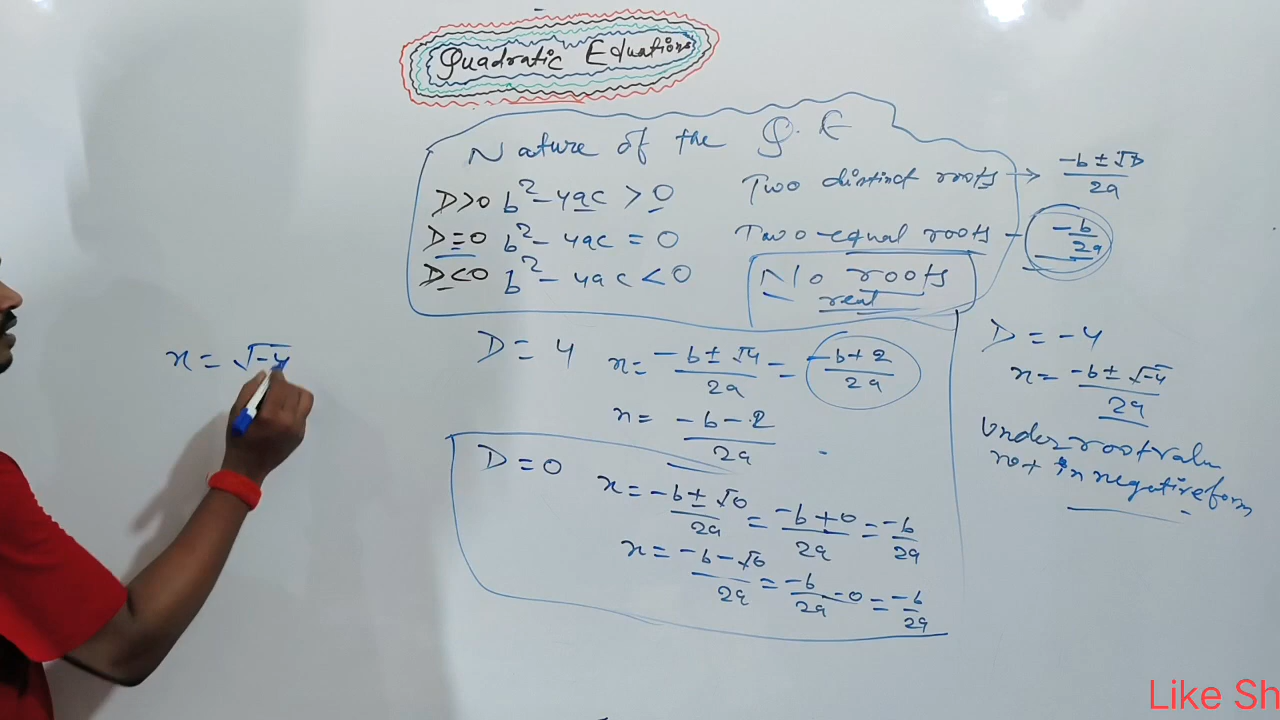 Quadratic Equations
Nature of the Q.E
D>0 b²-4ac > 0 Two distinct roots → -b ± √D / 2a
D=0 b²-4ac = 0 Two equal roots - -b/2a
D<0 b²-4ac < 0 No roots
real
D = 4 x = -b ± √4 / 2a = -b+2 / 2a
x = -b-2 / 2a
D = 0
x = -b ± √0 / 2a = -b+0 / 2a = -b/2a
x = -b-√0 / 2a = -b/2a - 0 = -b/2a
D = -4
x = -b ± √-4 / 2a
Under root valu
not in negative form
x = √-4
Like Sh